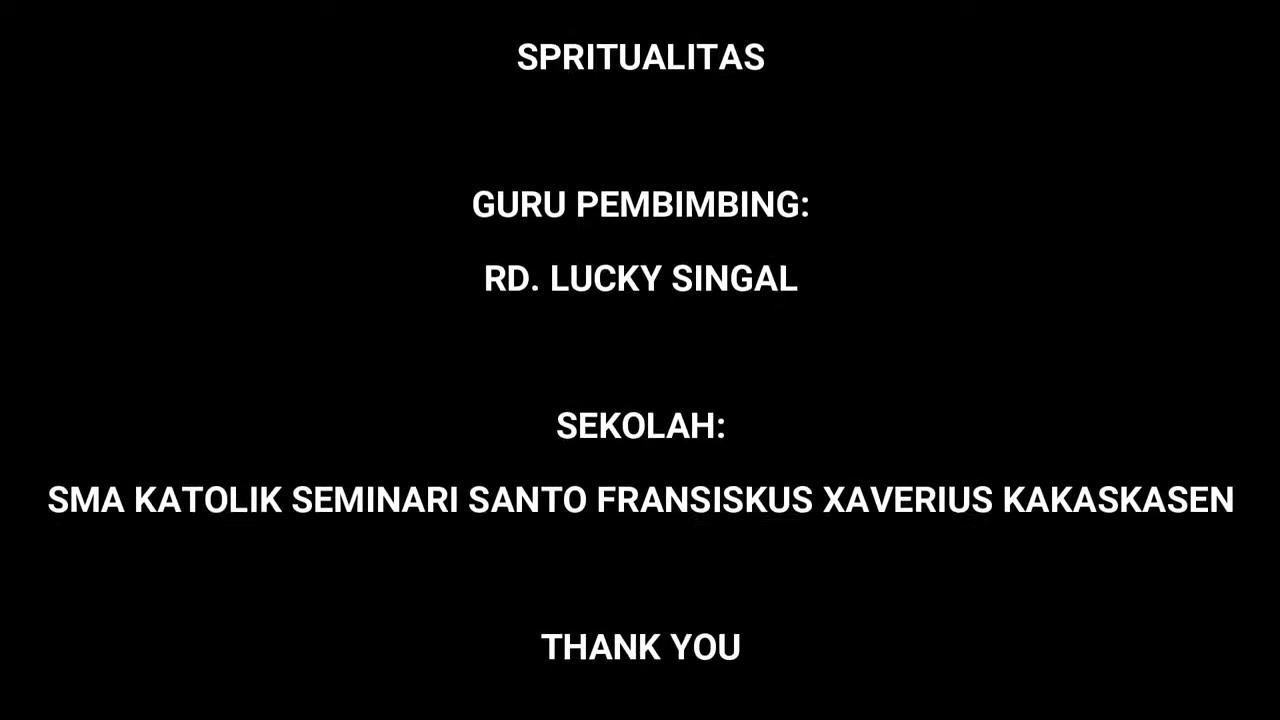 SPRITUALITAS
GURU PEMBIMBING:
RD. LUCKY SINGAL
SEKOLAH:
SMA KATOLIK SEMINARI SANTO FRANSISKUS XAVERIUS KAKASKASEN
THANK YOU